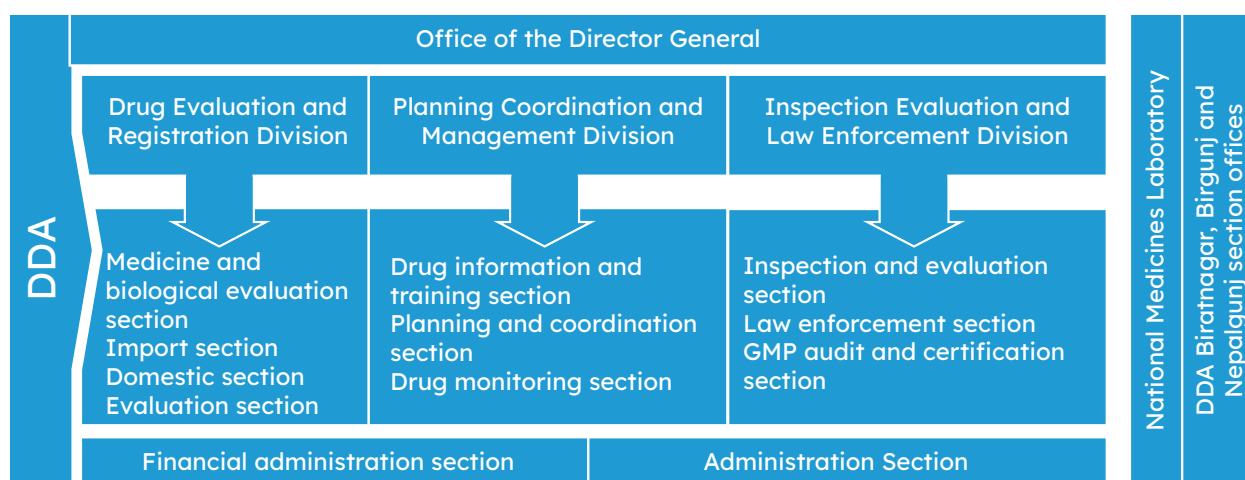 DDA
Office of the Director General
Drug Evaluation and
Registration Division
Planning Coordination and
Management Division
Inspection Evaluation and
Law Enforcement Division
Medicine and
biological evaluation
section
Import section
Domestic section
Evaluation section
Drug information and
training section
Planning and coordination
section
Drug monitoring section
Inspection and evaluation
section
Law enforcement section
GMP audit and certification
section
Financial administration section
Administration Section
National Medicines Laboratory
DDA Biratnagar, Birgunj and
Nepalgunj section offices